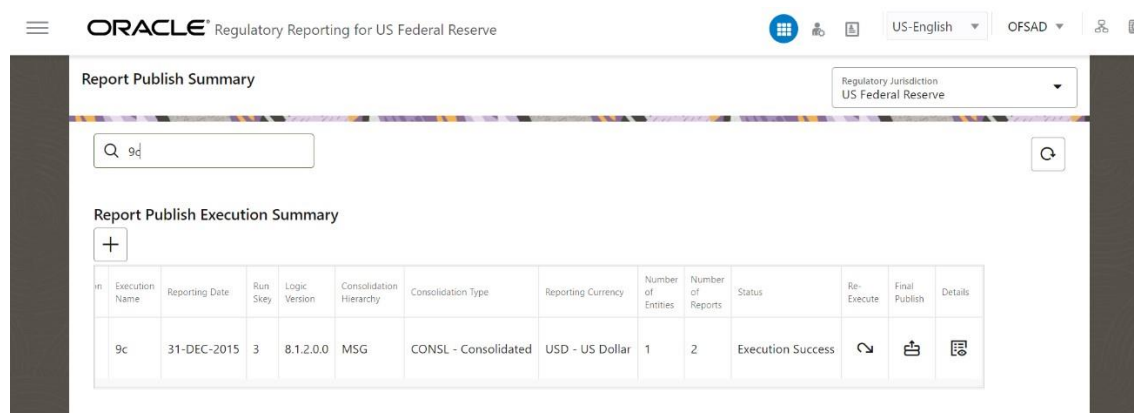 ORACLE® Regulatory Reporting for US Federal Reserve
US-English
OFSAD
Report Publish Summary
Regulatory Jurisdiction
US Federal Reserve
9c
Report Publish Execution Summary
Execution Name
Reporting Date
Run Skey
Logic Version
Consolidation Hierarchy
Consolidation Type
Reporting Currency
Number of Entities
Number of Reports
Status
Re-Execute
Final Publish
Details
9c 31-DEC-2015 3 8.1.2.0.0 MSG CONSL - Consolidated USD - US Dollar 1 2 Execution Success